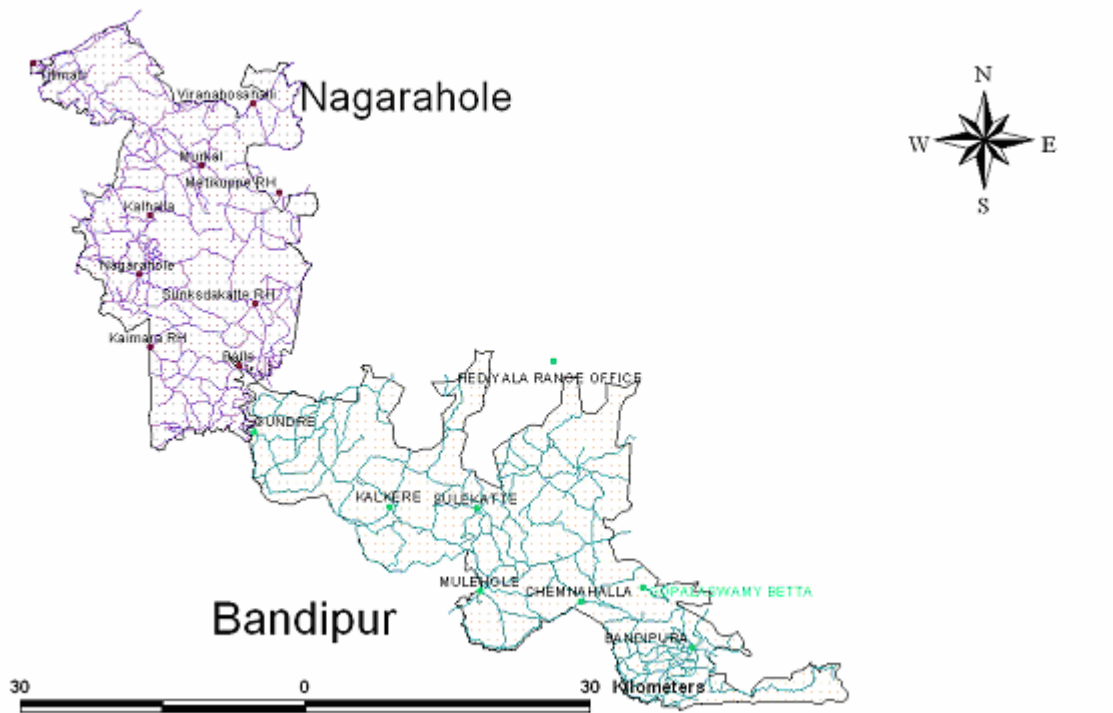 N
Viranahosahalli
Nagarahole
W
E
Murkal
Metikuppe RH
S
Kalhalla
Nagarahole
Sunksdakatte RH
Kaimara RH
Balle
HEDIYALA RANGE OFFICE
GUNDRE
KALKERE
SULEKATTE
MULEHOLE
CHEMNAHALLA
GOPALASWAMY BETTA
Bandipur
BANDIPURA
30
0
30
Kilometers